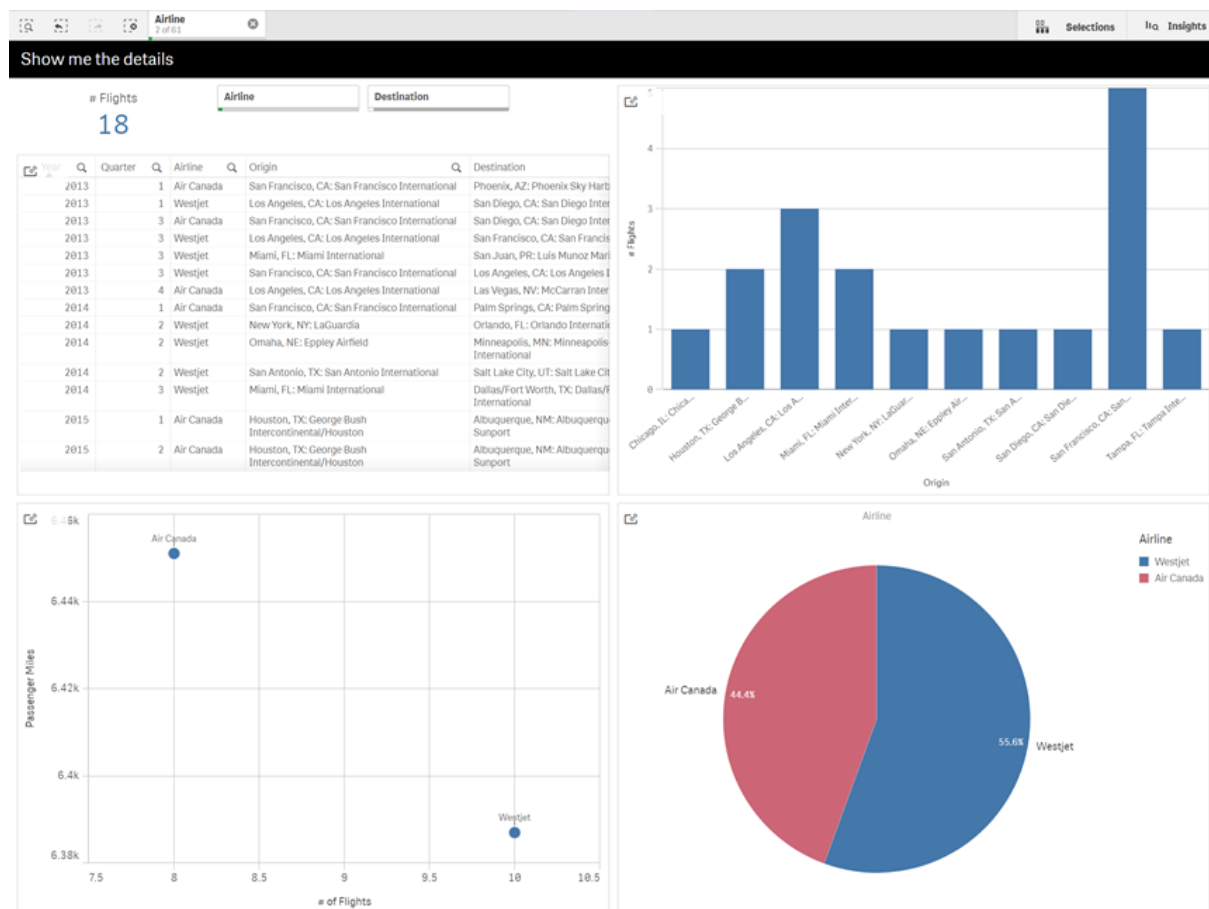 Airline
2 of 61
Selections
Insights
Show me the details
# Flights
18
Airline
Destination
Year Quarter Airline Origin Destination
2013 1 Air Canada San Francisco, CA: San Francisco International Phoenix, AZ: Phoenix Sky Harb
2013 1 Westjet Los Angeles, CA: Los Angeles International San Diego, CA: San Diego Inter
2013 3 Air Canada San Francisco, CA: San Francisco International San Diego, CA: San Diego Inter
2013 3 Westjet Los Angeles, CA: Los Angeles International San Francisco, CA: San Francis
2013 3 Westjet Miami, FL: Miami International San Juan, PR: Luis Munoz Mari
2013 3 Westjet San Francisco, CA: San Francisco International Los Angeles, CA: Los Angeles I
2013 4 Air Canada Los Angeles, CA: Los Angeles International Las Vegas, NV: McCarran Inter
2014 1 Air Canada San Francisco, CA: San Francisco International Palm Springs, CA: Palm Spring
2014 2 Westjet New York, NY: LaGuardia Orlando, FL: Orlando Internati
2014 2 Westjet Omaha, NE: Eppley Airfield Minneapolis, MN: Minneapolis-
International
2014 2 Westjet San Antonio, TX: San Antonio International Salt Lake City, UT: Salt Lake Cit
2014 3 Westjet Miami, FL: Miami International Dallas/Fort Worth, TX: Dallas/F
International
2015 1 Air Canada Houston, TX: George Bush Albuquerque, NM: Albuquerqu
Intercontinental/Houston Sunport
2015 2 Air Canada Houston, TX: George Bush Albuquerque, NM: Albuquerqu
Intercontinental/Houston Sunport
5
4
3
2
1
0
# Flights
Chicago, IL: Chica...
Houston, TX: George B...
Los Angeles, CA: Los A...
Miami, FL: Miami Inter...
New York, NY: LaGuar...
Omaha, NE: Eppley Air...
San Antonio, TX: San A...
San Diego, CA: San Die...
San Francisco, CA: San...
Tampa, FL: Tampa Inte...
Origin
6.46k
6.44k
6.42k
6.4k
6.38k
Passenger Miles
Air Canada
Westjet
7.5 8 8.5 9 9.5 10 10.5
# of Flights
Airline
Airline
Westjet
Air Canada
Air Canada 44.4%
55.6% Westjet